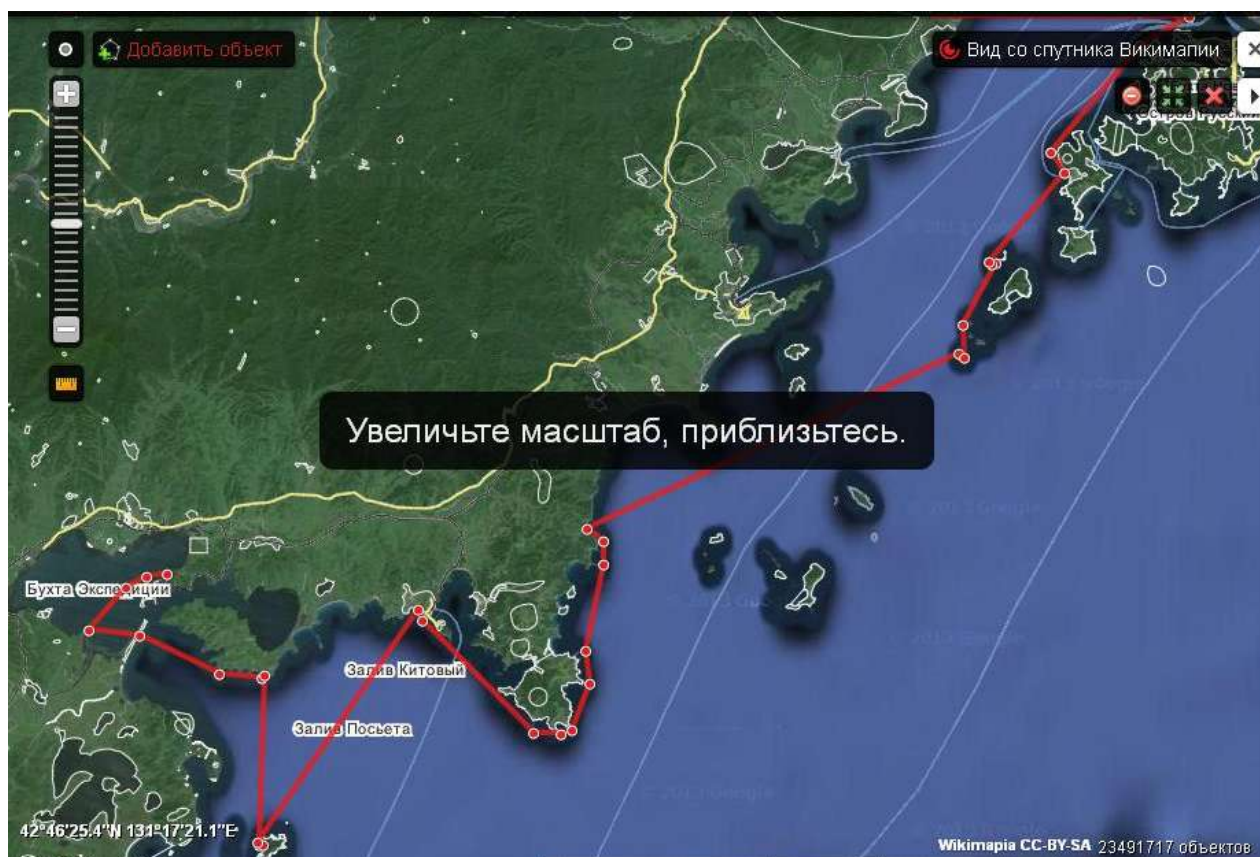 Добавить объект
Вид со спутника Викимапии
Увеличьте масштаб, приблизьтесь.
Бухта Экспедиции
Залив Китовый
Залив Посьета
42°46'25.4"N 131°17'21.1"E
Wikimapia CC-BY-SA 23491717 объектов